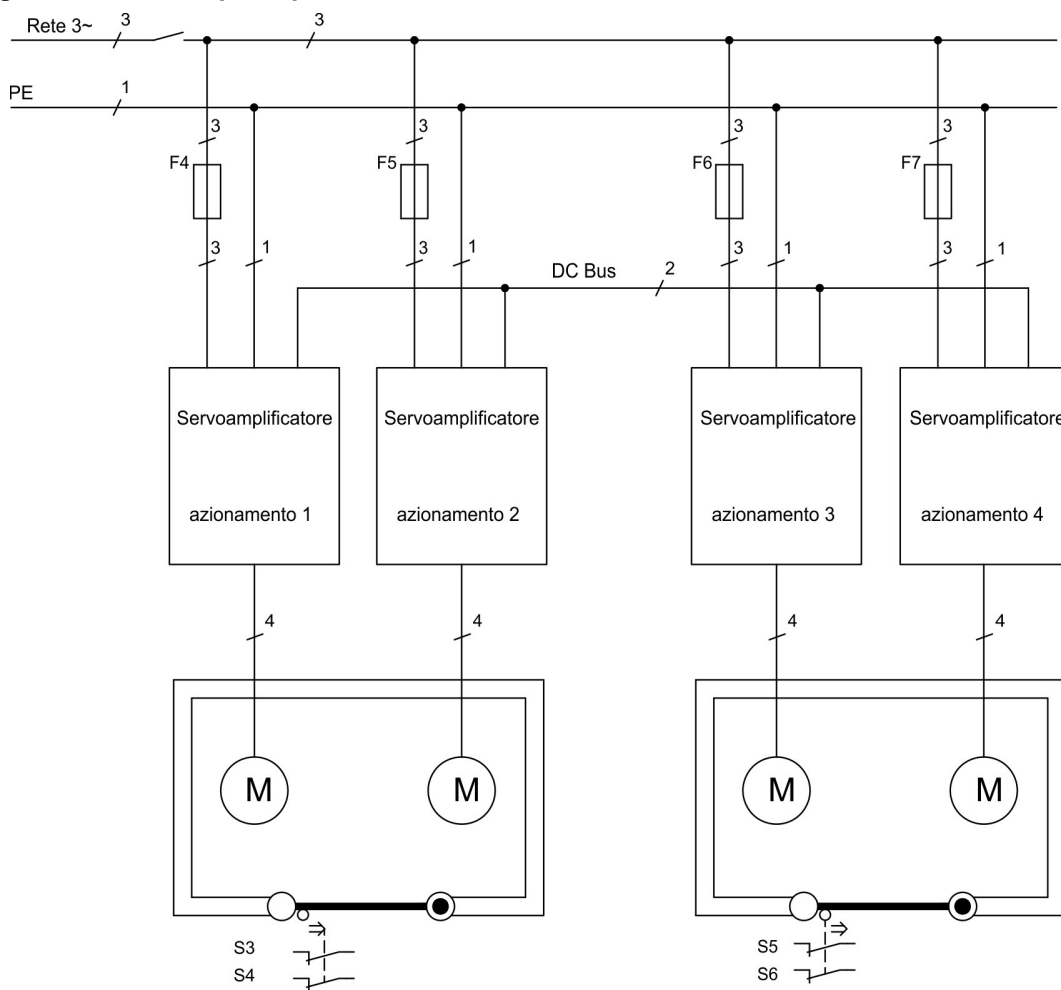 Rete 3~ 3 3
PE 1
3 3 3 3
F4 F5 F6 F7
3 1 3 1 3 1 3 1
DC Bus 2
Servoamplificatore Servoamplificatore Servoamplificatore Servoamplificatore
azionamento 1 azionamento 2 azionamento 3 azionamento 4
4 4 4 4
M M M M
S3 S5
S4 S6